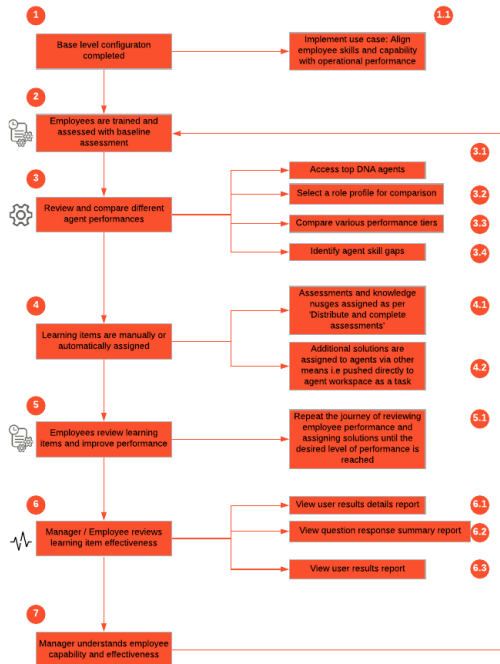 1
1.1
Base level configuraton
completed
Implement use case: Align
employee skills and capability
with operational performance
2
Employees are trained and
assessed with baseline
assessment
3
Review and compare different
agent performances
3.1
Access top DNA agents
3.2
Select a role profile for comparison
3.3
Compare various performance tiers
3.4
Identify agent skill gaps
4
Learning items are manually or
automatically assigned
4.1
Assessments and knowledge
nusges assigned as per
'Distribute and complete
assessments'
4.2
Additional solutions are
assigned to agents via other
means i.e pushed directly to
agent workspace as a task
5
Employees review learning
items and improve performance
5.1
Repeat the journey of reviewing
employee performance and
assigning solutions until the
desired level of performance is
reached
6
Manager / Employee reviews
learning item effectiveness
6.1
View user results details report
6.2
View question response summary report
6.3
View user results report
7
Manager understands employee
capability and effectiveness